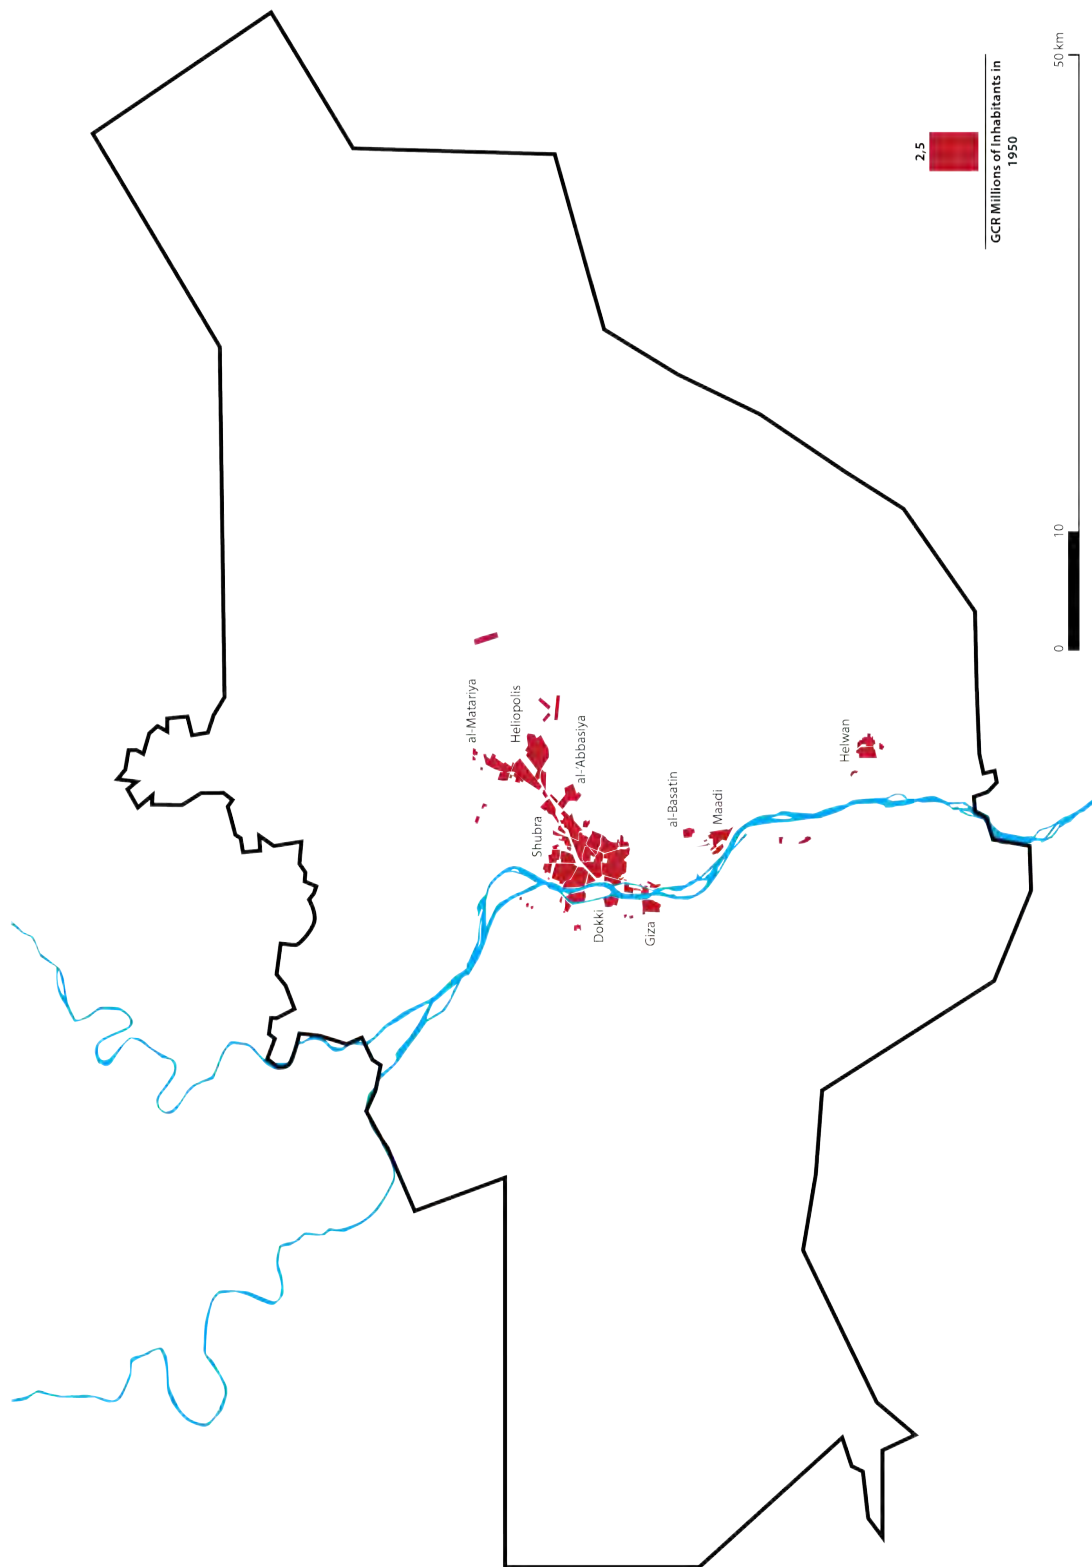 al-Matariya
Heliopolis
al-'Abbasiya
Shubra
Dokki
Giza
al-Basatin
Maadi
Helwan
2,5
GCR Millions of Inhabitants in
1950
0
10
50 km